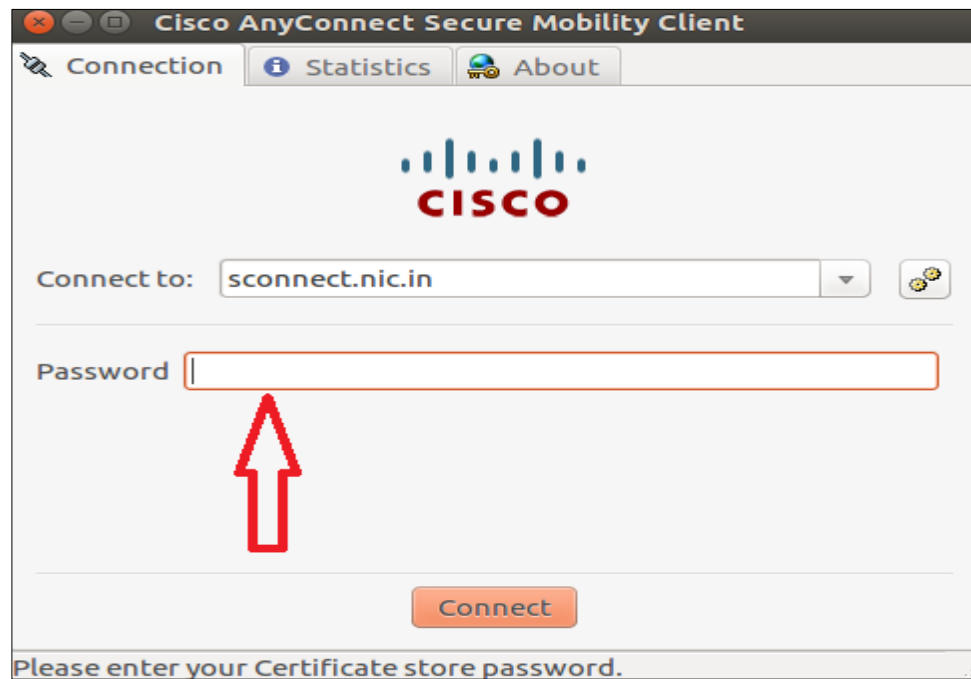 Cisco AnyConnect Secure Mobility Client
Connection Statistics About
CISCO
Connect to: sconnect.nic.in
Password
Connect
Please enter your Certificate store password.